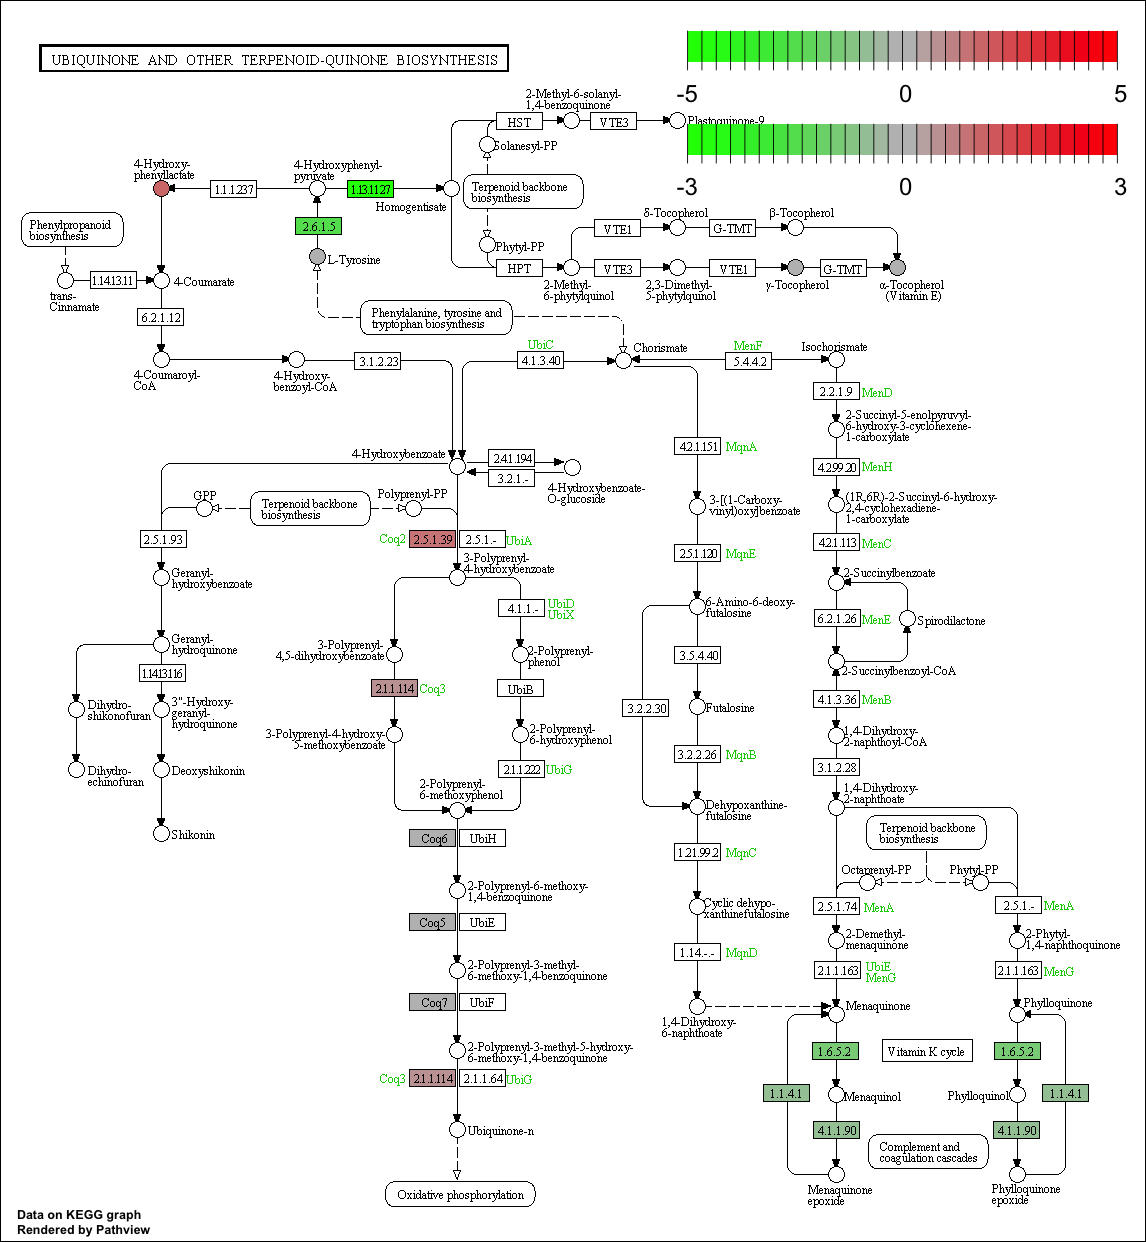 UBIQUINONE AND OTHER TERPENOID-QUINONE BIOSYNTHESIS
-5
0
5
-3
0
3
2-Methyl-6-solanyl-
1,4-benzoquinone
HST
VTE3
Plastoquinone-9
Solanesyl-PP
4-Hydroxy-
phenyllactate
1.1.1.237
4-Hydroxyphenyl-
pyruvate
1.13.11.27
Homogentisate
Terpenoid backbone
biosynthesis
Phenylpropanoid
biosynthesis
2.6.1.5
L-Tyrosine
Phytyl-PP
HPT
δ-Tocopherol
β-Tocopherol
VTE1
G-TMT
2-Methyl-
6-phytylquinol
VTE3
2,3-Dimethyl-
5-phytylquinol
VTE1
γ-Tocopherol
G-TMT
α-Tocopherol
(Vitamin E)
trans-
Cinnamate
1.14.13.11
4-Coumarate
6.2.1.12
Phenylalanine, tyrosine and
tryptophan biosynthesis
4-Coumaroyl-
CoA
4-Hydroxy-
benzoyl-CoA
3.1.2.23
UbiC
4.1.3.40
Chorismate
MenF
5.4.4.2
Isochorismate
2.2.1.9
MenD
2-Succinyl-5-enolpyruvyl-
6-hydroxy-3-cyclohexene-
1-carboxylate
4.2.1.151
MqnA
4.2.99.20
MenH
4-Hydroxybenzoate
2.4.1.194
3.2.1.-
4-Hydroxybenzoate-
O-glucoside
3-[(1-Carboxy-
vinyl)oxy]benzoate
(1R,6R)-2-Succinyl-6-hydroxy-
2,4-cyclohexadiene-
1-carboxylate
GPP
Terpenoid backbone
biosynthesis
Polyprenyl-PP
2.5.1.93
Coq2
2.5.1.39
2.5.1.-
UbiA
2.5.1.120
MqnE
4.2.1.113
MenC
Geranyl-
hydroxybenzoate
3-Polyprenyl-
4-hydroxybenzoate
2-Succinylbenzoate
4.1.1.-
UbiD
UbiX
6-Amino-6-deoxy-
futalosine
6.2.1.26
MenE
Spirodilactone
Geranyl-
hydroquinone
3-Polyprenyl-
4,5-dihydroxybenzoate
2-Polyprenyl-
phenol
3.5.4.40
2-Succinylbenzoyl-CoA
1.14.13.116
2.1.1.114
Coq3
UbiB
3.2.2.30
Futalosine
4.1.3.36
MenB
Dihydro-
shikonofuran
3"-Hydroxy-
geranyl-
hydroquinone
3-Polyprenyl-4-hydroxy-
5-methoxybenzoate
2-Polyprenyl-
6-hydroxyphenol
1,4-Dihydroxy-
2-naphthoyl-CoA
3.2.2.26
MqnB
3.1.2.28
Dihydro-
echinofuran
Deoxyshikonin
2.1.1.222
UbiG
2-Polyprenyl-
6-methoxyphenol
Dehypoxanthine-
futalosine
1,4-Dihydroxy-
2-naphthoate
Shikonin
Coq6
UbiH
1.21.99.2
MqnC
Terpenoid backbone
biosynthesis
2-Polyprenyl-6-methoxy-
1,4-benzoquinone
Octaprenyl-PP
Phytyl-PP
Coq5
UbiE
Cyclic dehypo-
xanthinefutalosine
2.5.1.74
MenA
2.5.1.-
MenA
2-Demethyl-
menaquinone
2-Phytyl-
1,4-naphthoquinone
2-Polyprenyl-3-methyl-
6-methoxy-1,4-benzoquinone
1.14.-.-
MqnD
2.1.1.163
UbiE
MenG
2.1.1.163
MenG
Coq7
UbiF
1,4-Dihydroxy-
6-naphthoate
Menaquinone
Phylloquinone
2-Polyprenyl-3-methyl-5-hydroxy-
6-methoxy-1,4-benzoquinone
1.6.5.2
Vitamin K cycle
1.6.5.2
Coq3
2.1.1.114
2.1.1.64
UbiG
1.1.4.1
Menaquinol
Phylloquinol
1.1.4.1
Ubiquinone-n
4.1.1.90
4.1.1.90
Complement and
coagulation cascades
Oxidative phosphorylation
Menaquinone
epoxide
Phylloquinone
epoxide
Data on KEGG graph
Rendered by Pathview